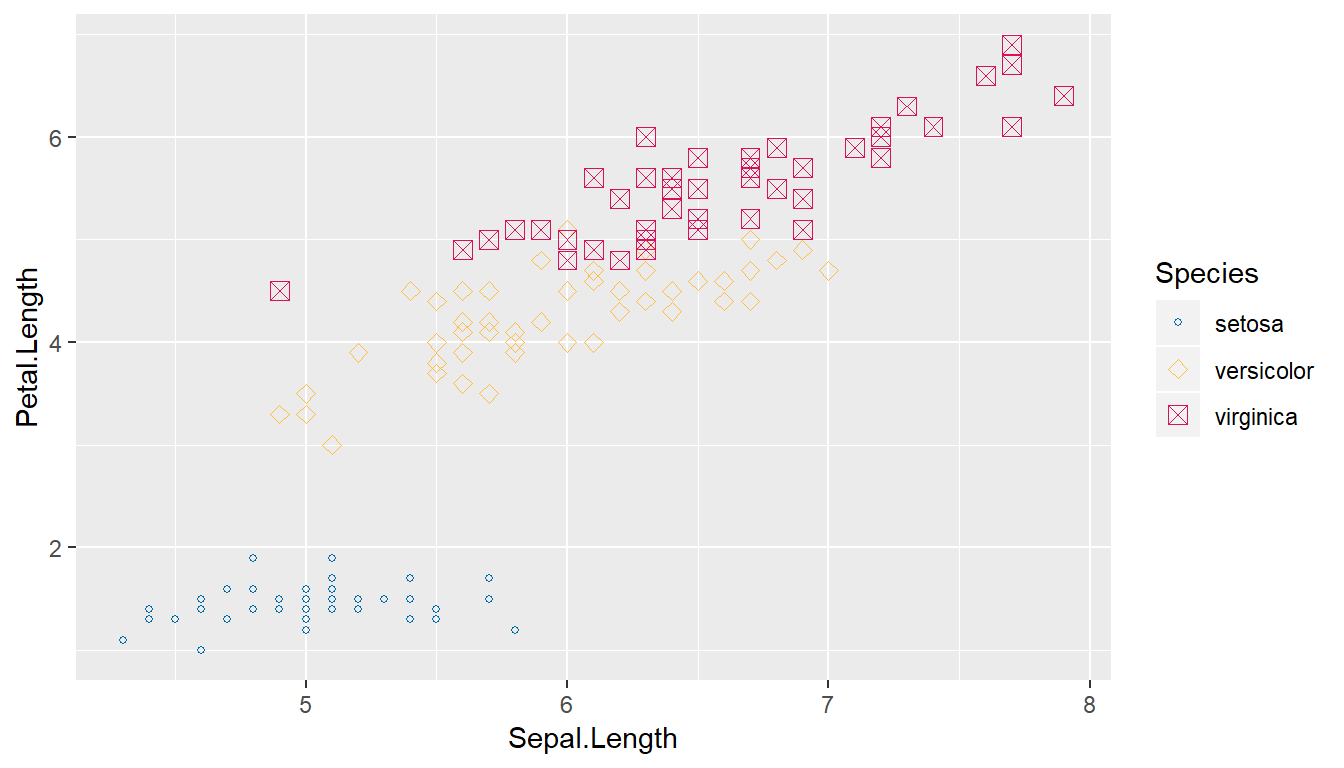 Petal.Length
6
4
2
5 6 7 8
Sepal.Length
Species
setosa
versicolor
virginica